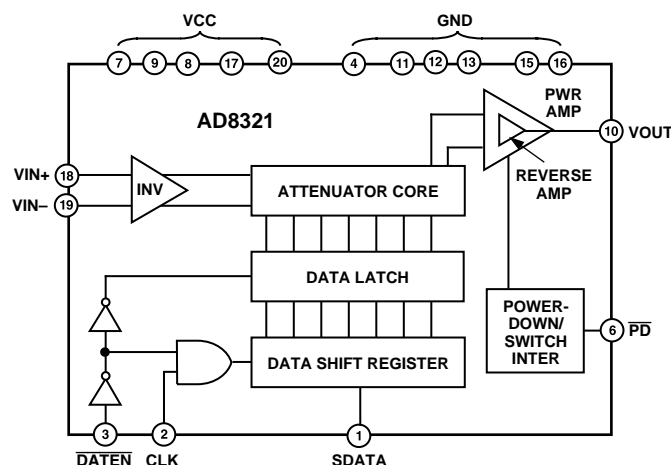 VCC GND
7 9 8 17 20 4 11 12 13 15 16
AD8321
PWR
AMP
10 VOUT
REVERSE
AMP
VIN+ 18
VIN– 19
INV
ATTENUATOR CORE
DATA LATCH
DATA SHIFT REGISTER
POWER-
DOWN/
SWITCH
INTER
6 PD
3 2 1
DATEN CLK SDATA